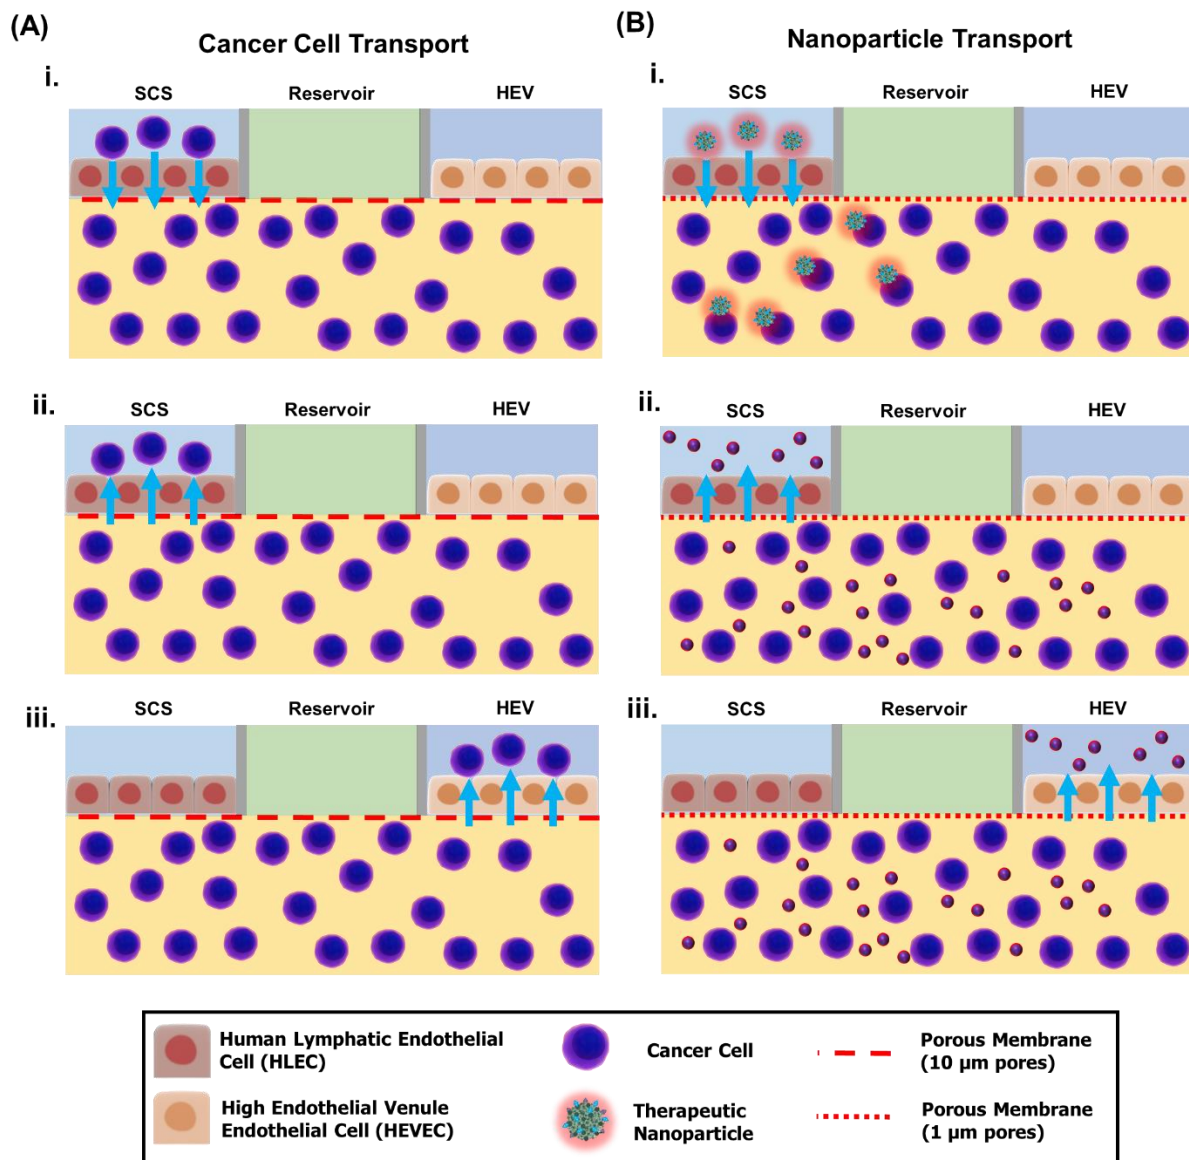 (A)
Cancer Cell Transport
i.
SCS Reservoir HEV
ii.
SCS Reservoir HEV
iii.
SCS Reservoir HEV
(B)
Nanoparticle Transport
i.
SCS Reservoir HEV
ii.
SCS Reservoir HEV
iii.
SCS Reservoir HEV
Human Lymphatic Endothelial
Cell (HLEC)
High Endothelial Venule
Endothelial Cell (HEVEC)
Cancer Cell
Therapeutic
Nanoparticle
Porous Membrane
(10 µm pores)
Porous Membrane
(1 µm pores)